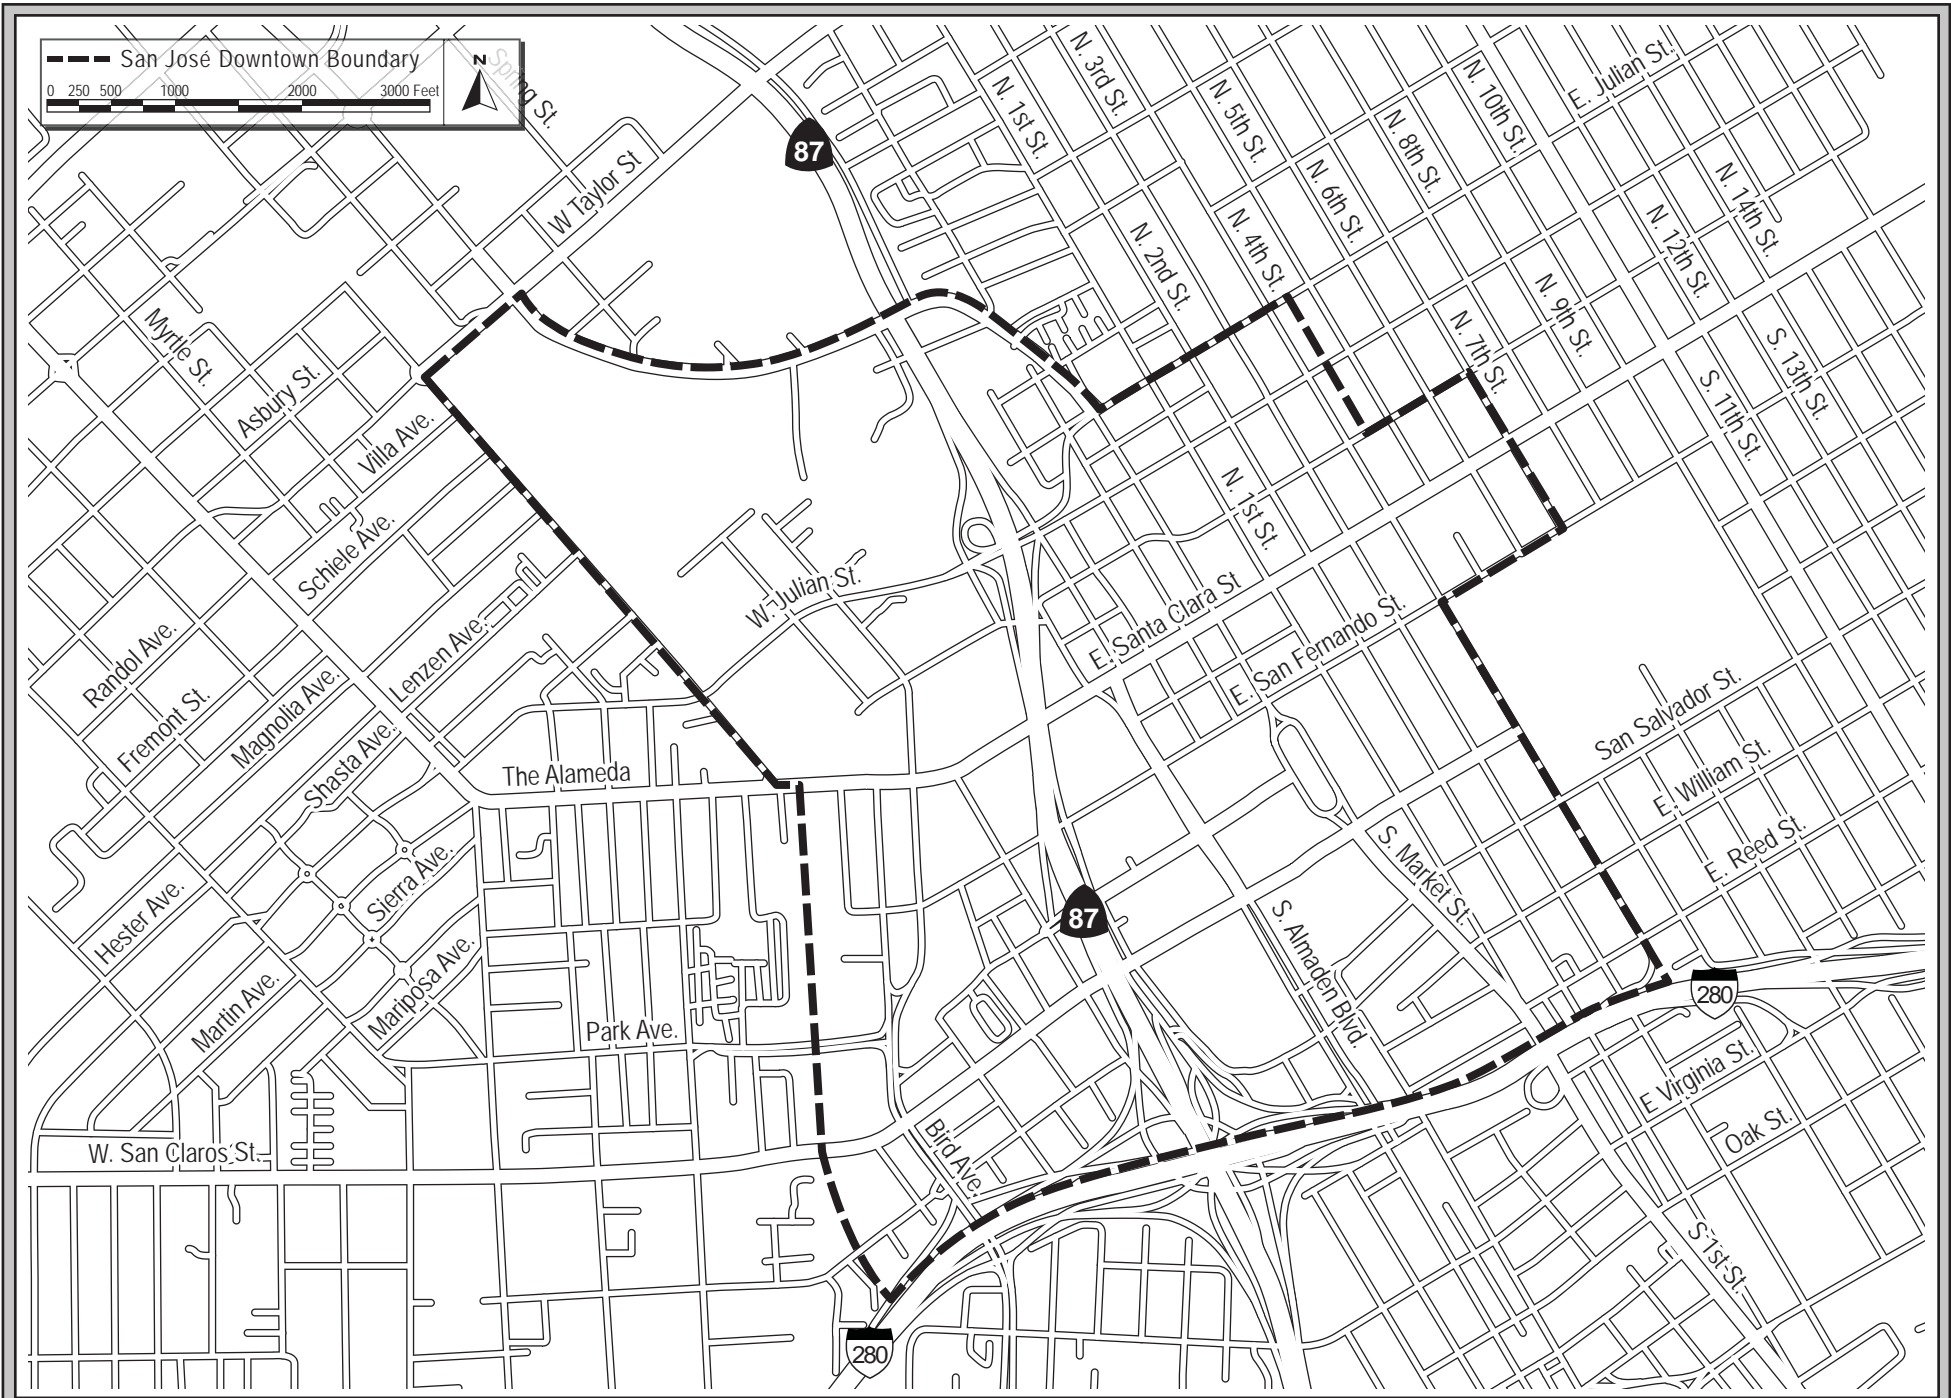 San José Downtown Boundary
0 250 500 1000 2000 3000 Feet
N
Spring St.
W Taylor St
87
N. 1st St.
N. 3rd St.
N. 5th St.
N. 8th St.
N. 10th St.
E. Julian St.
N. 2nd St.
N. 4th St.
N. 6th St.
N. 14th St.
N. 12th St.
N. 9th St.
N. 7th St.
S. 13th St.
S. 11th St.
Myrtle St.
Asbury St.
Villa Ave.
Schiele Ave.
N. 1st St.
W. Julian St.
E. Santa Clara St
E. San Fernando St.
Randol Ave.
Fremont St.
Magnolia Ave.
Lenzen Ave.
Shasta Ave.
The Alameda
San Salvador St.
E. William St.
E. Reed St.
Hester Ave.
Sierra Ave.
Martin Ave.
Mariposa Ave.
Park Ave.
87
S. Market St.
S. Almaden Blvd.
280
E Virginia St.
Oak St.
W. San Claros St.
Bird Ave.
S 1st St.
280